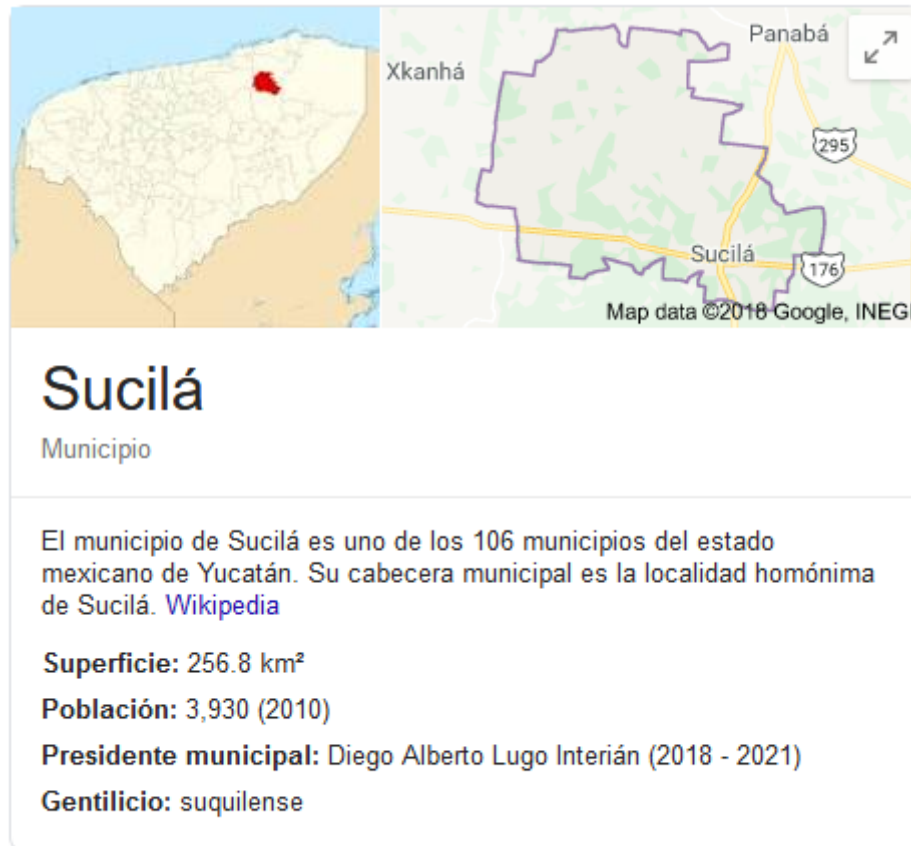 Panabá
Xkanhá
295
Sucilá
176
Map data ©2018 Google, INEGI
Sucilá
Municipio
El municipio de Sucilá es uno de los 106 municipios del estado
mexicano de Yucatán. Su cabecera municipal es la localidad homónima
de Sucilá. Wikipedia
Superficie: 256.8 km²
Población: 3,930 (2010)
Presidente municipal: Diego Alberto Lugo Interián (2018 - 2021)
Gentilicio: suquilense